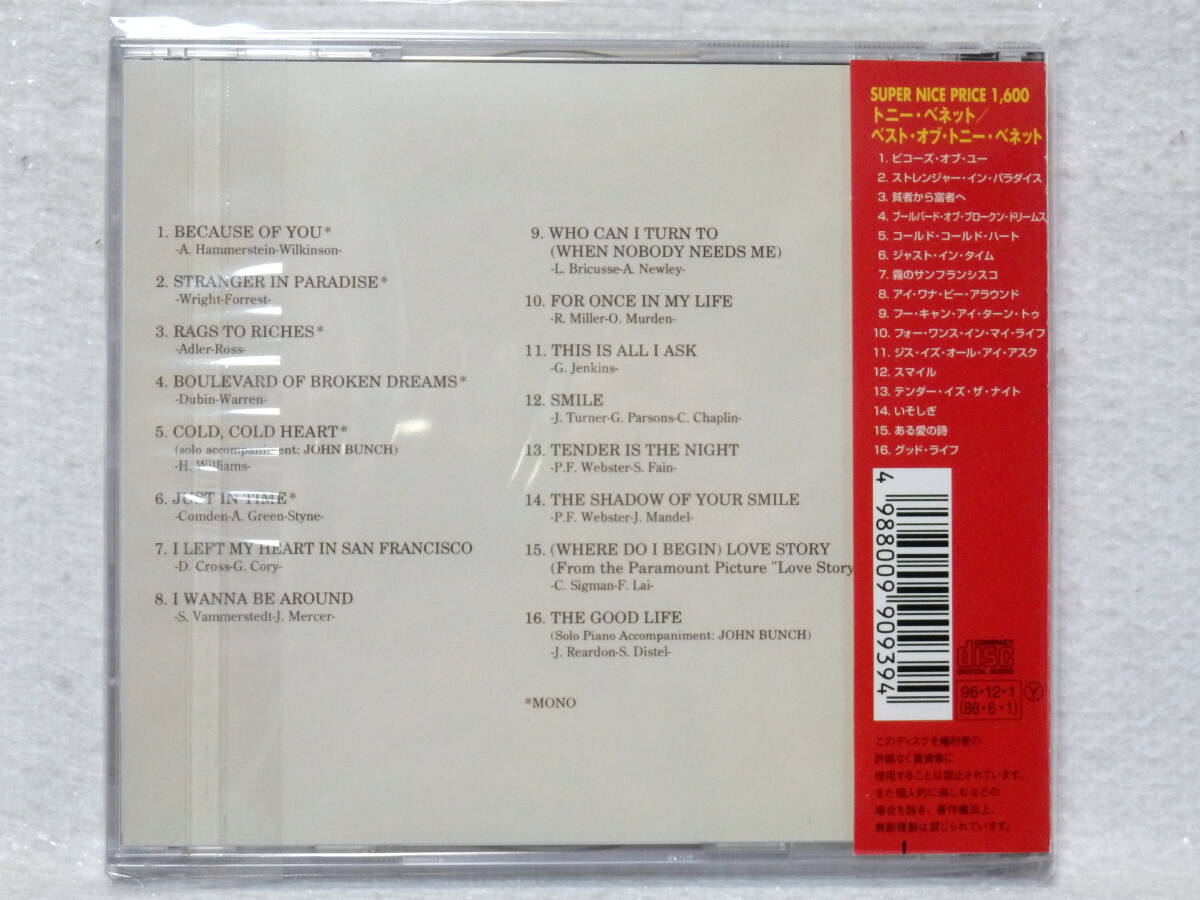 1. BECAUSE OF YOU*
-A. Hammerstein-Wilkinson-
2. STRANGER IN PARADISE*
-Wright-Forrest-
3. RAGS TO RICHES*
-Adler-Ross-
4. BOULEVARD OF BROKEN DREAMS*
-Dubin-Warren-
5. COLD, COLD HEART*
(solo accompaniment: JOHN BUNCH)
-H. Williams-
6. JUST IN TIME*
-Comden-A. Green-Styne-
7. I LEFT MY HEART IN SAN FRANCISCO
-D. Cross-G. Cory-
8. I WANNA BE AROUND
-S. Vammerstedt-J. Mercer-
9. WHO CAN I TURN TO
(WHEN NOBODY NEEDS ME)
-L. Bricusse-A. Newley-
10. FOR ONCE IN MY LIFE
-R. Miller-O. Murden-
11. THIS IS ALL I ASK
-G. Jenkins-
12. SMILE
-J. Turner-G. Parsons-C. Chaplin-
13. TENDER IS THE NIGHT
-P.F. Webster-S. Fain-
14. THE SHADOW OF YOUR SMILE
-P.F. Webster-J. Mandel-
15. (WHERE DO I BEGIN) LOVE STORY
(From the Paramount Picture "Love Story
-C. Sigman-F. Lai-
16. THE GOOD LIFE
(Solo Piano Accompaniment: JOHN BUNCH)
-J. Reardon-S. Distel-
*MONO
SUPER NICE PRICE 1,600
トニー・ベネット/
ベスト・オブ・トニー・ベネット
1. ビコーズ・オブ・ユー
2. ストレンジャー・イン・パラダイス
3. 貧者から富者へ
4. ブールバード・オブ・ブロークン・ドリームス
5. コールド・コールド・ハート
6. ジャスト・イン・タイム
7. 霧のサンフランシスコ
8. アイ・ワナ・ビー・アラウンド
9. フー・キャン・アイ・ターン・トゥ
10. フォー・ワンス・イン・マイ・ライフ
11. ジス・イズ・オール・アイ・アスク
12. スマイル
13. テンダー・イズ・ザ・ナイト
14. いそしぎ
15. ある愛の詩
16. グッド・ライフ
4 988009 909394
COMPACT
disc
DIGITAL AUDIO
96・12・1 Y
(86・6・1)
このディスクを権利者の
許諾なく賃貸業に
使用することは禁止されています。
また個人的に楽しむなどの
場合を除き、著作権法上、
無断複製は禁じられています。